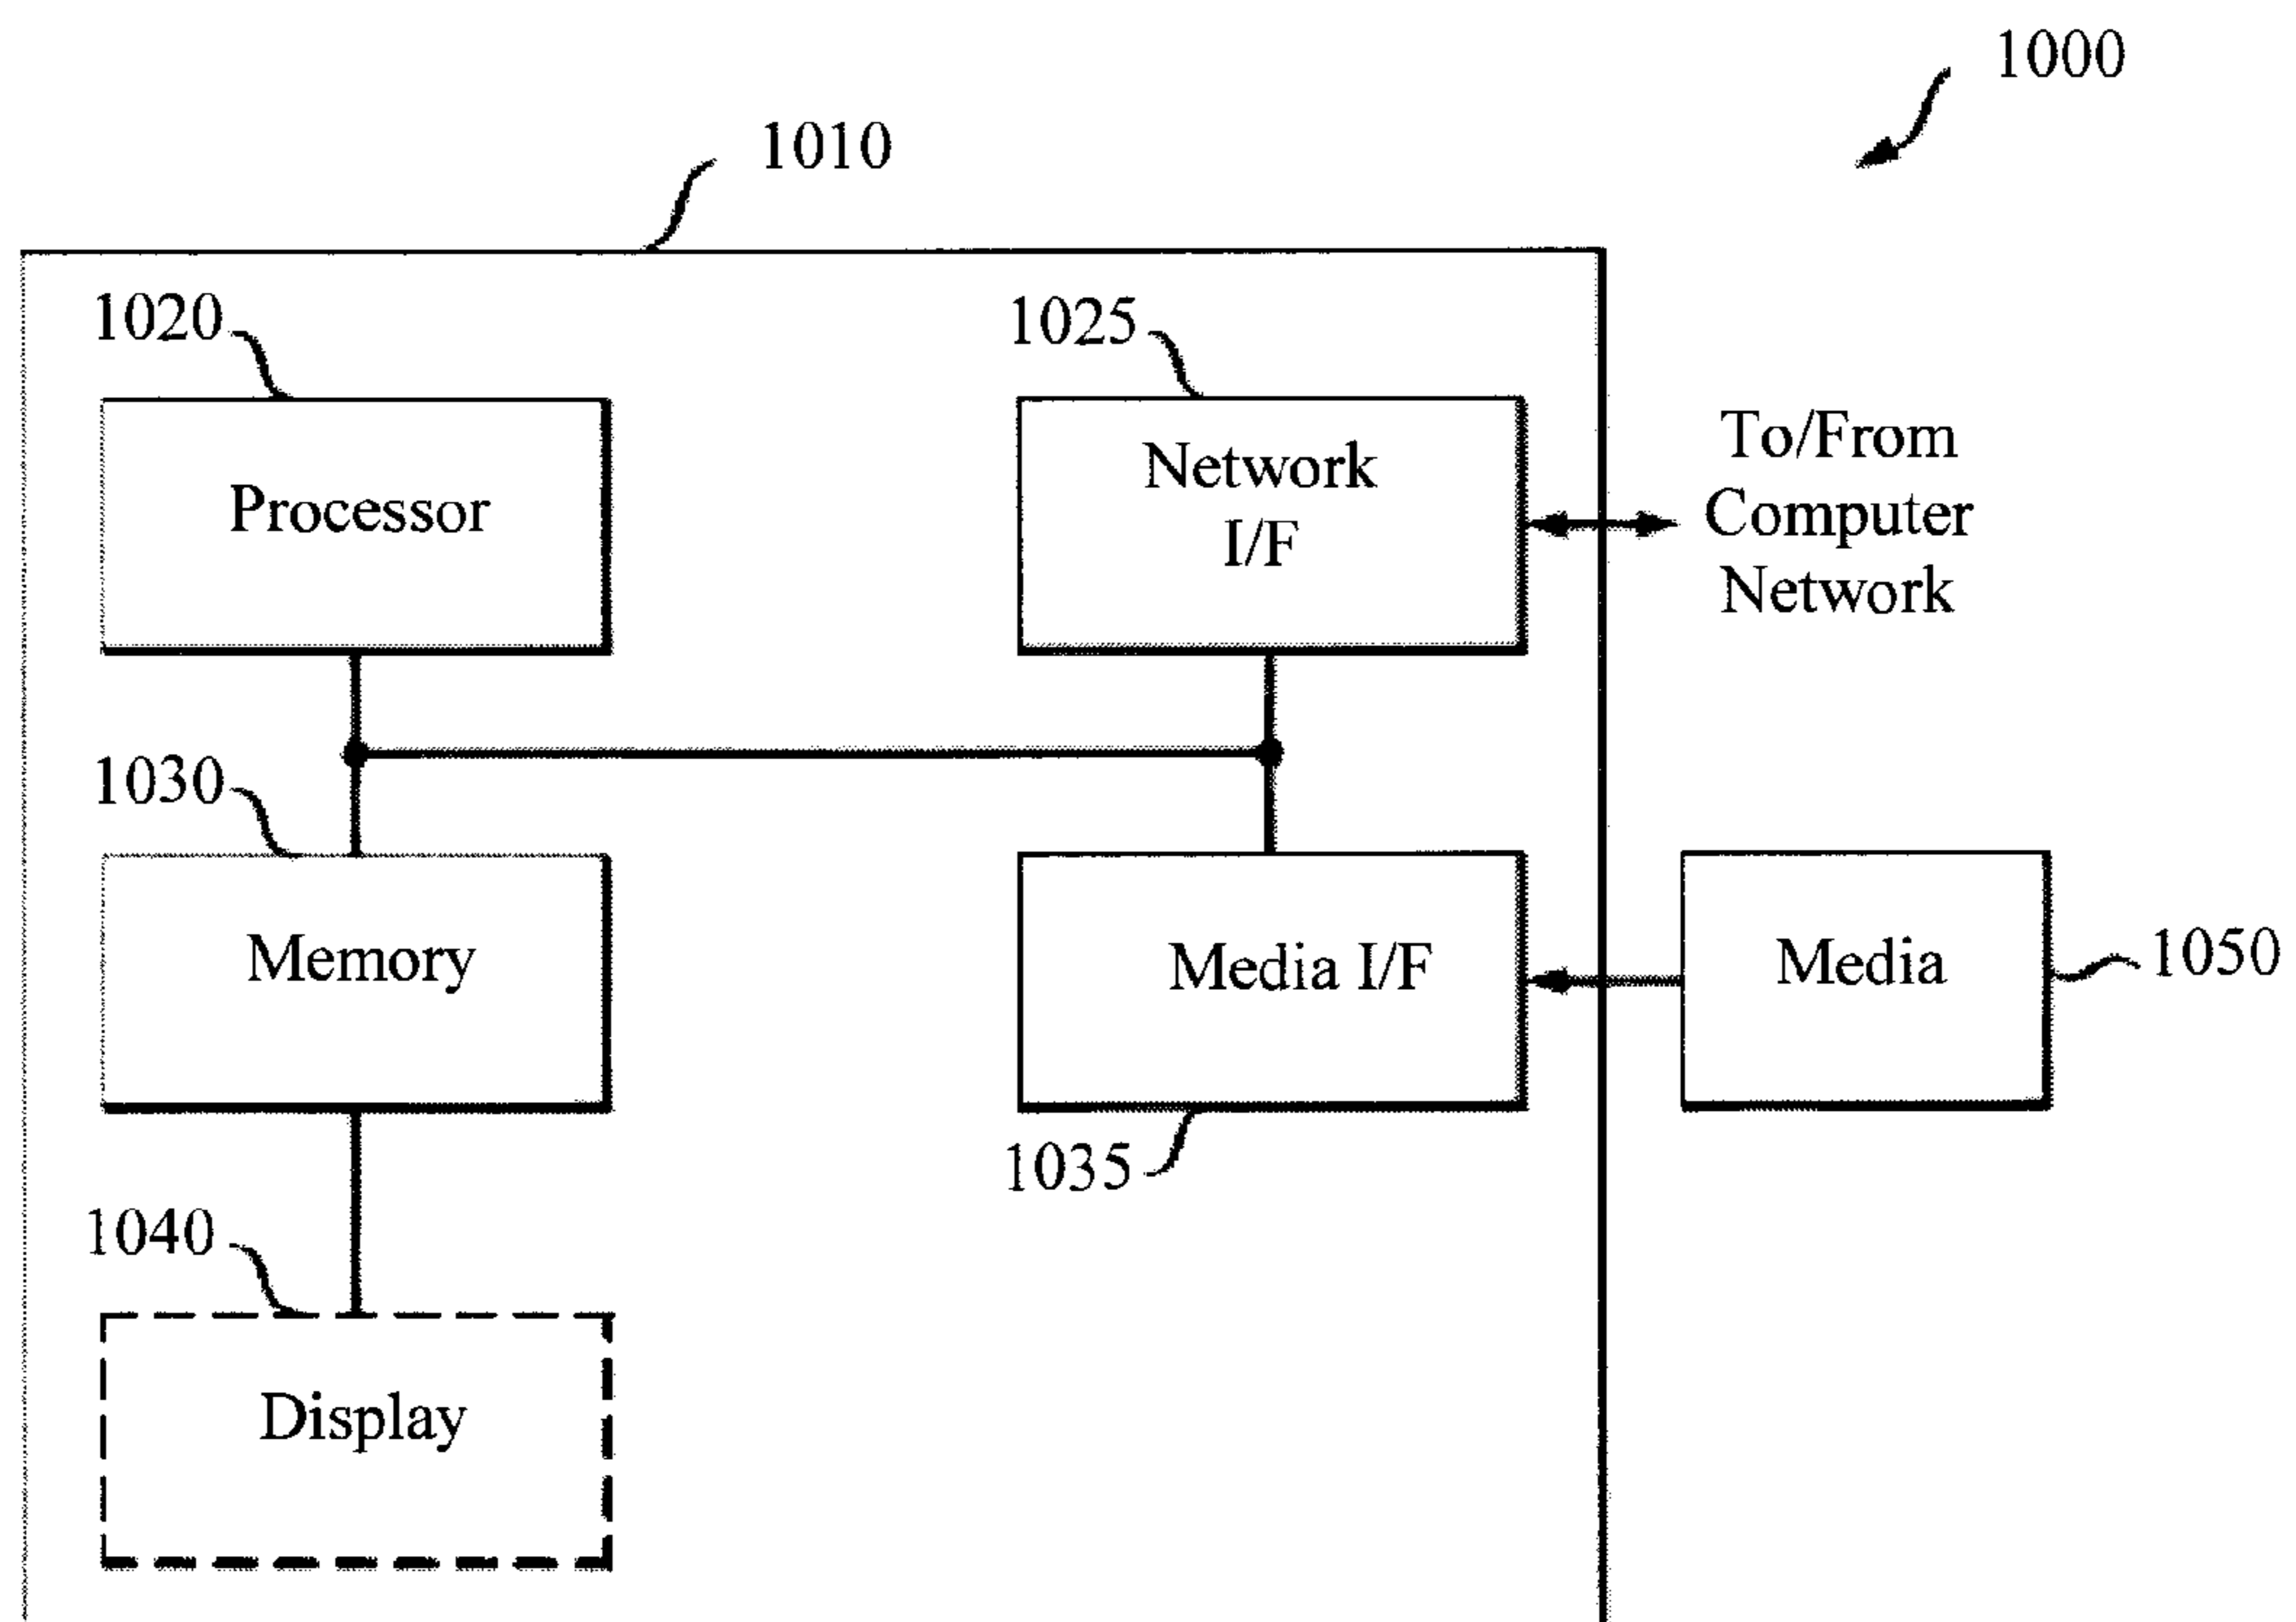 1000
1010
1020
1025
Processor
Network
I/F
To/From
Computer
Network
1030
Memory
Media I/F
Media
1050
1035
1040
Display